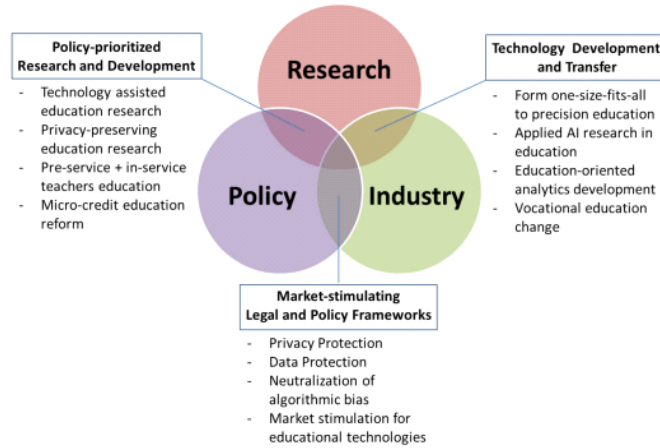 Policy-prioritized
Research and Development
- Technology assisted
education research
- Privacy-preserving
education research
- Pre-service + in-service
teachers education
- Micro-credit education
reform
Research
Policy
Industry
Technology Development
and Transfer
- Form one-size-fits-all
to precision education
- Applied AI research in
education
- Education-oriented
analytics development
- Vocational education
change
Market-stimulating
Legal and Policy Frameworks
- Privacy Protection
- Data Protection
- Neutralization of
algorithmic bias
- Market stimulation for
educational technologies